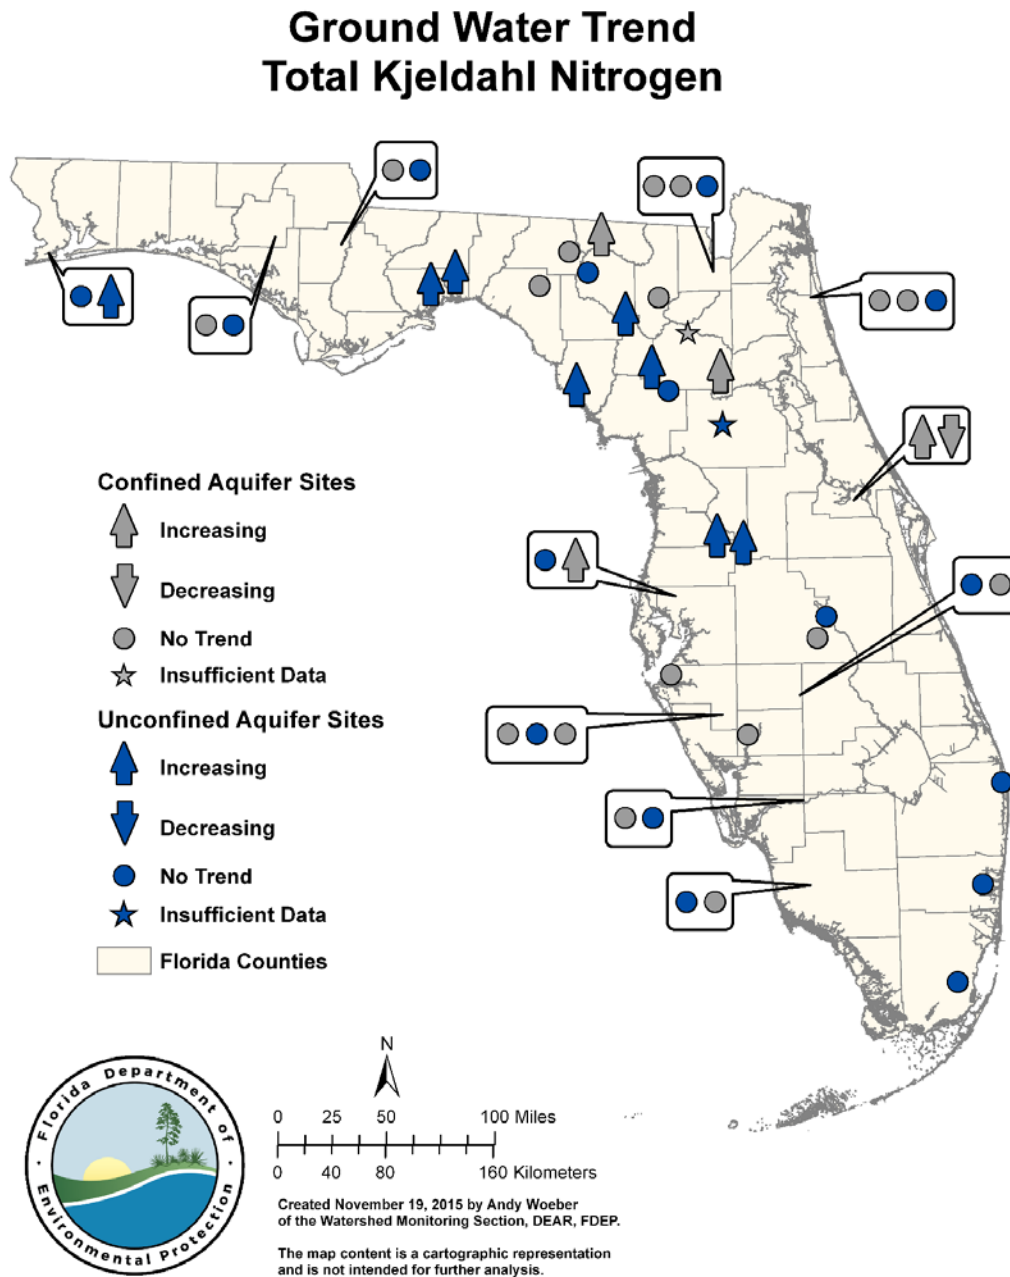 Ground Water Trend
Total Kjeldahl Nitrogen
Confined Aquifer Sites
Increasing
Decreasing
No Trend
Insufficient Data
Unconfined Aquifer Sites
Increasing
Decreasing
No Trend
Insufficient Data
Florida Counties
Florida Department of
Environmental Protection
N
0 25 50 100 Miles
0 40 80 160 Kilometers
Created November 19, 2015 by Andy Woeber
of the Watershed Monitoring Section, DEAR, FDEP.
The map content is a cartographic representation
and is not intended for further analysis.